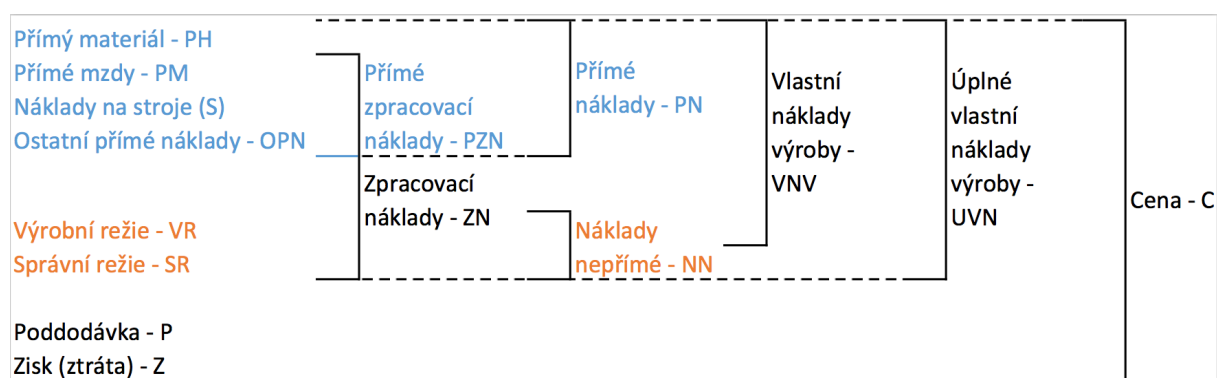 Přímý materiál - PH
Přímé mzdy - PM
Náklady na stroje (S)
Ostatní přímé náklady - OPN
Výrobní režie - VR
Správní režie - SR
Poddodávka - P
Zisk (ztráta) - Z
Přímé
zpracovací
náklady - PZN
Zpracovací
náklady - ZN
Přímé
náklady - PN
Náklady
nepřímé - NN
Vlastní
náklady
výroby -
VNV
Úplné
vlastní
náklady
výroby -
UVN
Cena - C